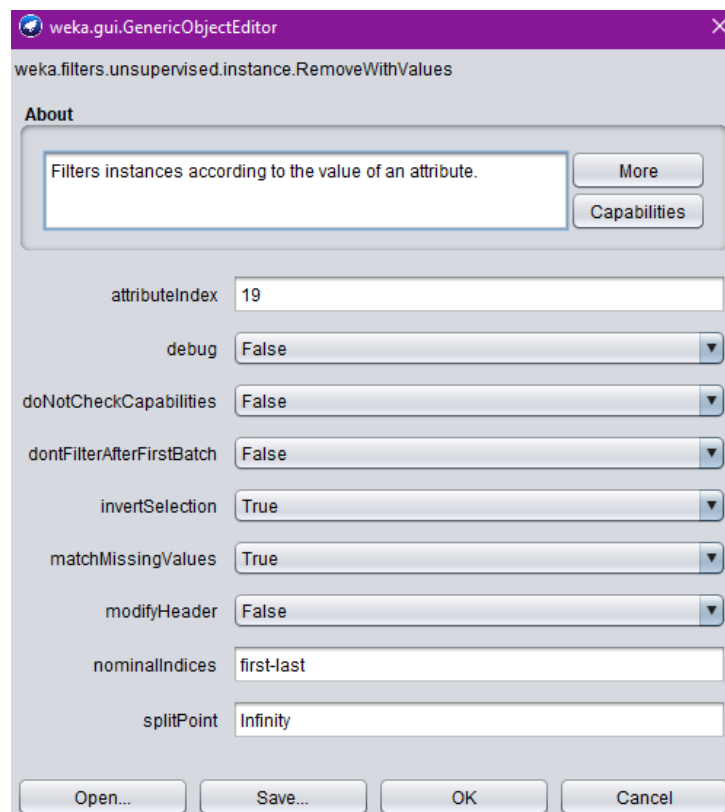 weka.gui.GenericObjectEditor
weka.filters.unsupervised.instance.RemoveWithValues
About
Filters instances according to the value of an attribute.
More
Capabilities
attributeIndex 19
debug False
doNotCheckCapabilities False
dontFilterAfterFirstBatch False
invertSelection True
matchMissingValues True
modifyHeader False
nominalIndices first-last
splitPoint Infinity
Open... Save... OK Cancel